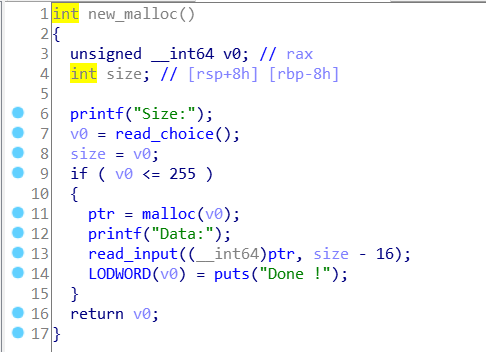 1 int new_malloc()
2 {
3   unsigned __int64 v0; // rax
4   int size; // [rsp+8h] [rbp-8h]
5
6   printf("Size:");
7   v0 = read_choice();
8   size = v0;
9   if ( v0 <= 255 )
10   {
11     ptr = malloc(v0);
12     printf("Data:");
13     read_input((__int64)ptr, size - 16);
14     LODWORD(v0) = puts("Done !");
15   }
16   return v0;
17 }